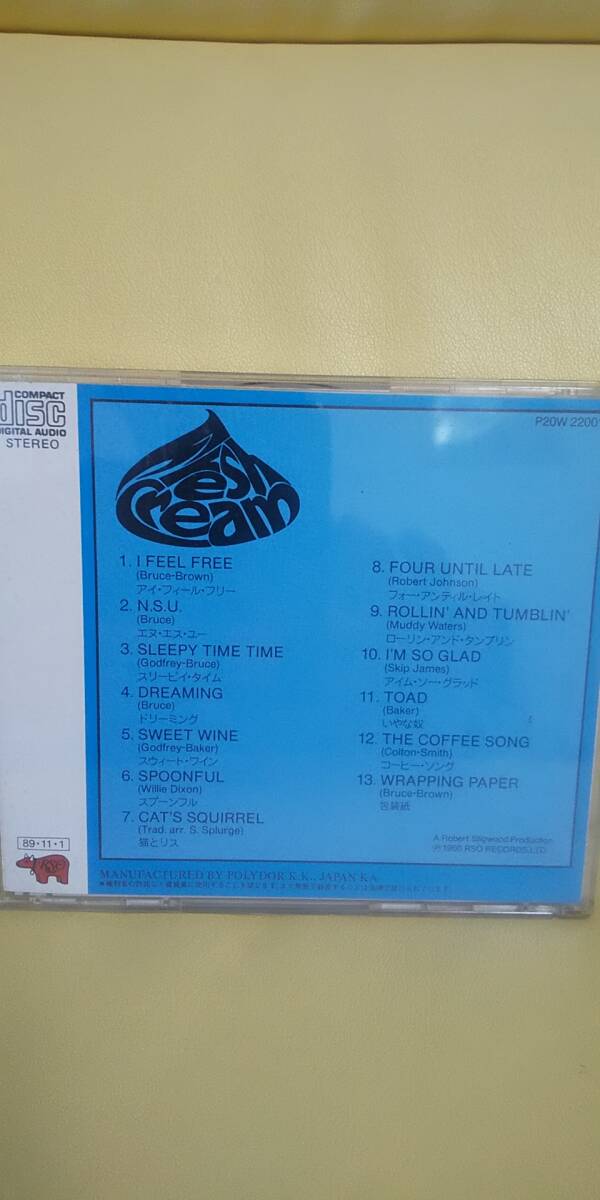 COMPACT
disc
DIGITAL AUDIO
STEREO
P20W 22001
Fresh
Cream
1. I FEEL FREE
(Bruce-Brown)
アイ・フィール・フリー
2. N.S.U.
(Bruce)
エヌ・エス・ユー
3. SLEEPY TIME TIME
(Godfrey-Bruce)
スリーピィ・タイム
4. DREAMING
(Bruce)
ドリーミング
5. SWEET WINE
(Godfrey-Baker)
スウィート・ワイン
6. SPOONFUL
(Willie Dixon)
スプーンフル
7. CAT'S SQUIRREL
(Trad. arr. S. Splurge)
猫とリス
8. FOUR UNTIL LATE
(Robert Johnson)
フォー・アンティル・レイト
9. ROLLIN' AND TUMBLIN'
(Muddy Waters)
ローリン・アンド・タンブリン
10. I'M SO GLAD
(Skip James)
アイム・ソー・グラッド
11. TOAD
(Baker)
いやな奴
12. THE COFFEE SONG
(Colton-Smith)
コーヒー・ソング
13. WRAPPING PAPER
(Bruce-Brown)
包装紙
A Robert Stigwood Production
℗ 1966 RSO RECORDS LTD.
89・11・1
RSO
MANUFACTURED BY POLYDOR K.K., JAPAN KA